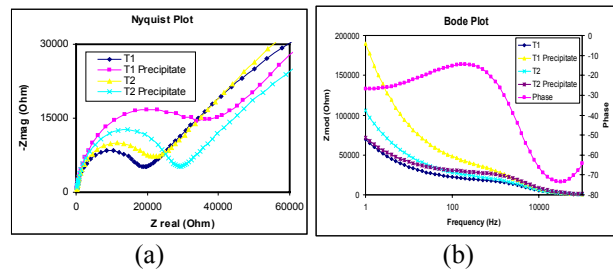 Nyquist Plot
30000
15000
0
-Zmag (Ohm)
T1
T1 Precipitate
T2
T2 Precipitate
0 20000 40000 60000
Z real (Ohm)
(a)
Bode Plot
200000
150000
100000
50000
0
Zmod (Ohm)
T1
T1 Precipitate
T2
T2 Precipitate
Phase
0
-10
-20
-30
-40
-50
-60
-70
-80
Phase
1 100 10000
Frequency (Hz)
(b)